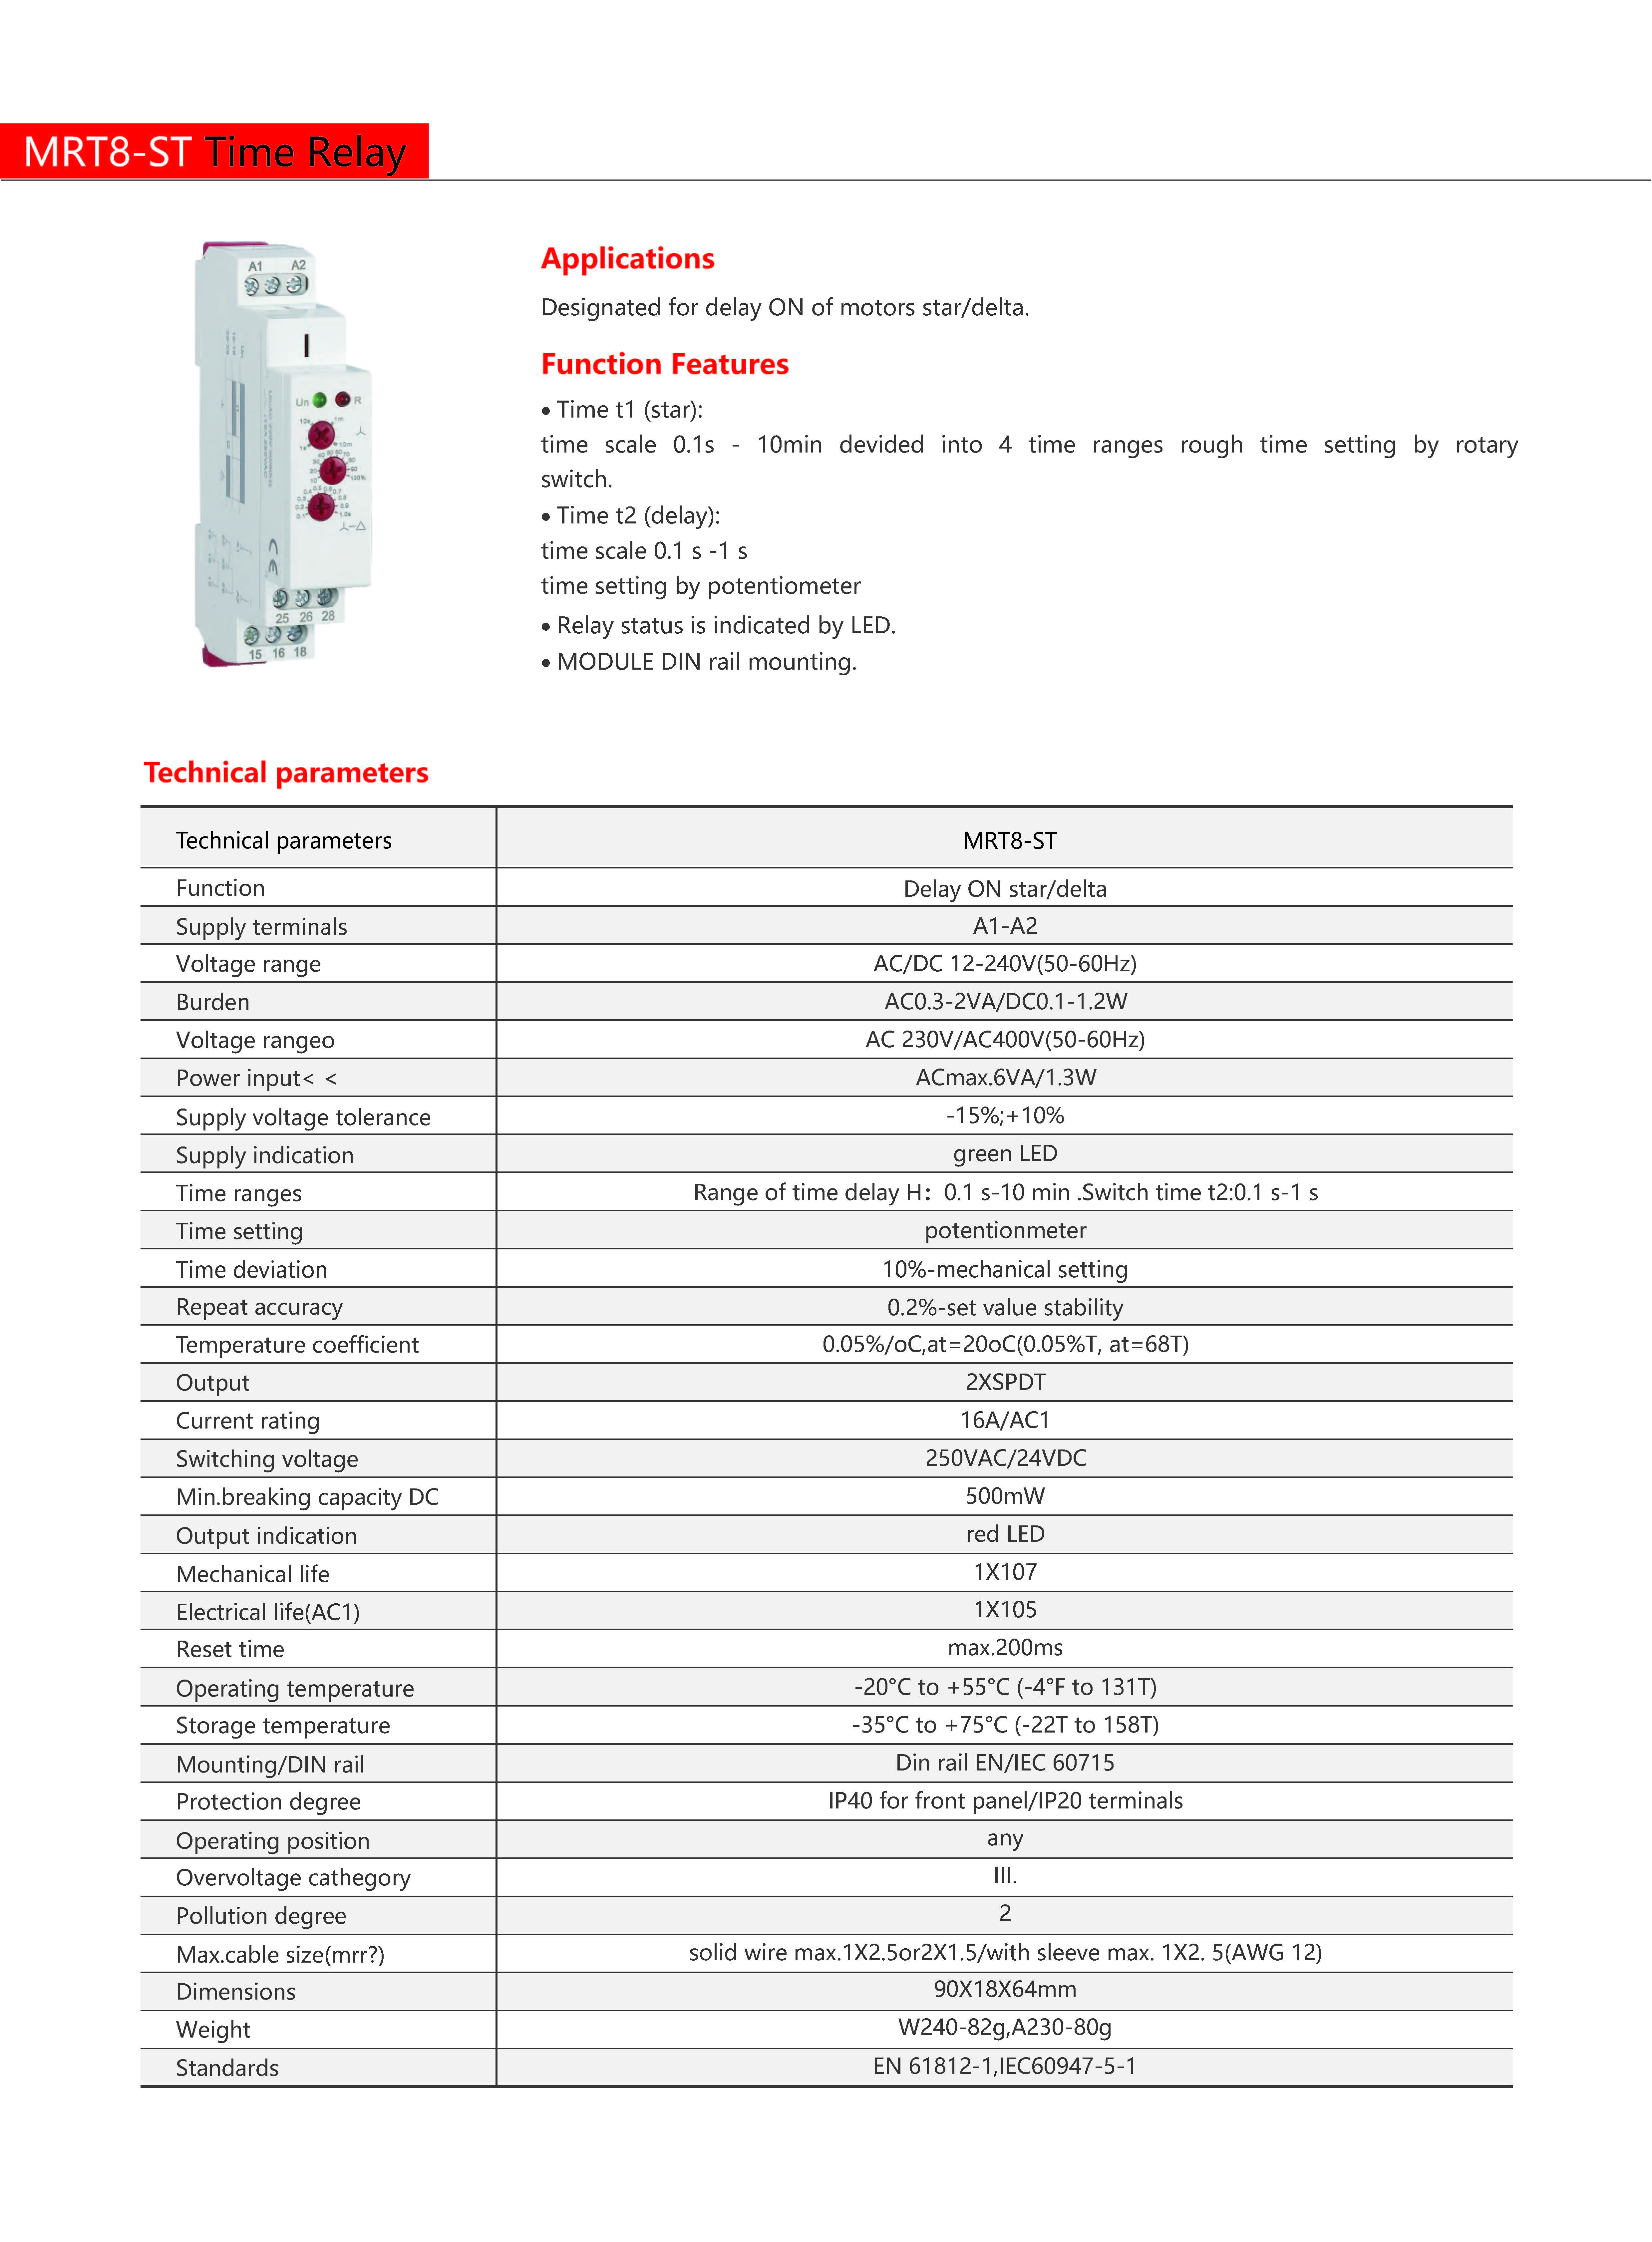 MRT8-ST Time Relay
A1 A2
Un R
10s 1m
1s 10m
25 26 28
15 16 18
Applications
Designated for delay ON of motors star/delta.
Function Features
• Time t1 (star):
time scale 0.1s - 10min devided into 4 time ranges rough time setting by rotary
switch.
• Time t2 (delay):
time scale 0.1 s -1 s
time setting by potentiometer
• Relay status is indicated by LED.
• MODULE DIN rail mounting.
Technical parameters
Technical parameters MRT8-ST
Function Delay ON star/delta
Supply terminals A1-A2
Voltage range AC/DC 12-240V(50-60Hz)
Burden AC0.3-2VA/DC0.1-1.2W
Voltage rangeo AC 230V/AC400V(50-60Hz)
Power input< < ACmax.6VA/1.3W
Supply voltage tolerance -15%;+10%
Supply indication green LED
Time ranges Range of time delay H：0.1 s-10 min .Switch time t2:0.1 s-1 s
Time setting potentionmeter
Time deviation 10%-mechanical setting
Repeat accuracy 0.2%-set value stability
Temperature coefficient 0.05%/oC,at=20oC(0.05%T, at=68T)
Output 2XSPDT
Current rating 16A/AC1
Switching voltage 250VAC/24VDC
Min.breaking capacity DC 500mW
Output indication red LED
Mechanical life 1X107
Electrical life(AC1) 1X105
Reset time max.200ms
Operating temperature -20°C to +55°C (-4°F to 131T)
Storage temperature -35°C to +75°C (-22T to 158T)
Mounting/DIN rail Din rail EN/IEC 60715
Protection degree IP40 for front panel/IP20 terminals
Operating position any
Overvoltage cathegory III.
Pollution degree 2
Max.cable size(mrr?) solid wire max.1X2.5or2X1.5/with sleeve max. 1X2. 5(AWG 12)
Dimensions 90X18X64mm
Weight W240-82g,A230-80g
Standards EN 61812-1,IEC60947-5-1